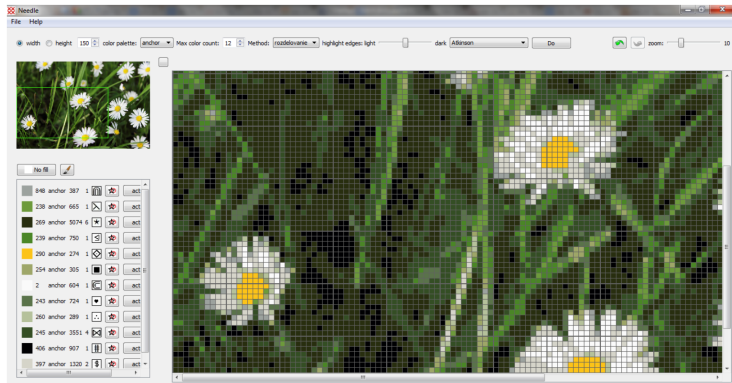 Needle
File Help
width height 150 color palette: anchor Max color count: 12 Method: rozdelovanie highlight edges: light dark Atkinson Do zoom: 10
No fill
848 anchor 387 1 act
238 anchor 665 1 act
269 anchor 5074 6 act
239 anchor 750 1 act
290 anchor 274 1 act
254 anchor 305 1 act
2 anchor 604 1 act
243 anchor 724 1 act
260 anchor 289 1 act
245 anchor 3551 4 act
406 anchor 907 1 act
397 anchor 1320 2 $ act